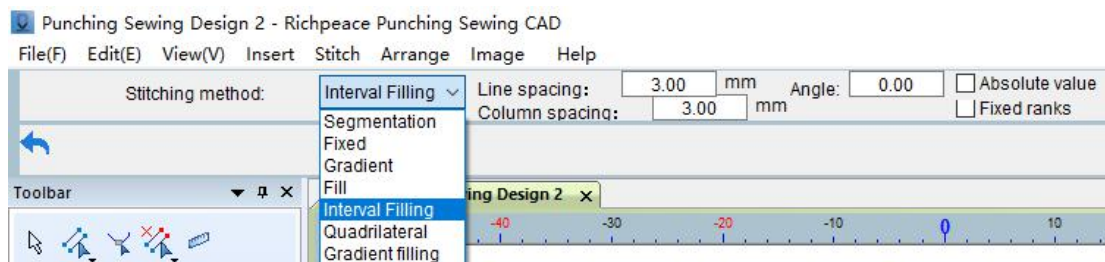 Punching Sewing Design 2 - Richpeace Punching Sewing CAD
File(F) Edit(E) View(V) Insert Stitch Arrange Image Help
Stitching method: Interval Filling Line spacing: 3.00 mm Angle: 0.00 Absolute value
Column spacing: 3.00 mm Fixed ranks
Segmentation
Fixed
Gradient
Fill
Interval Filling
Quadrilateral
Gradient filling
Toolbar
ing Design 2 x
-40 -30 -20 -10 0 10